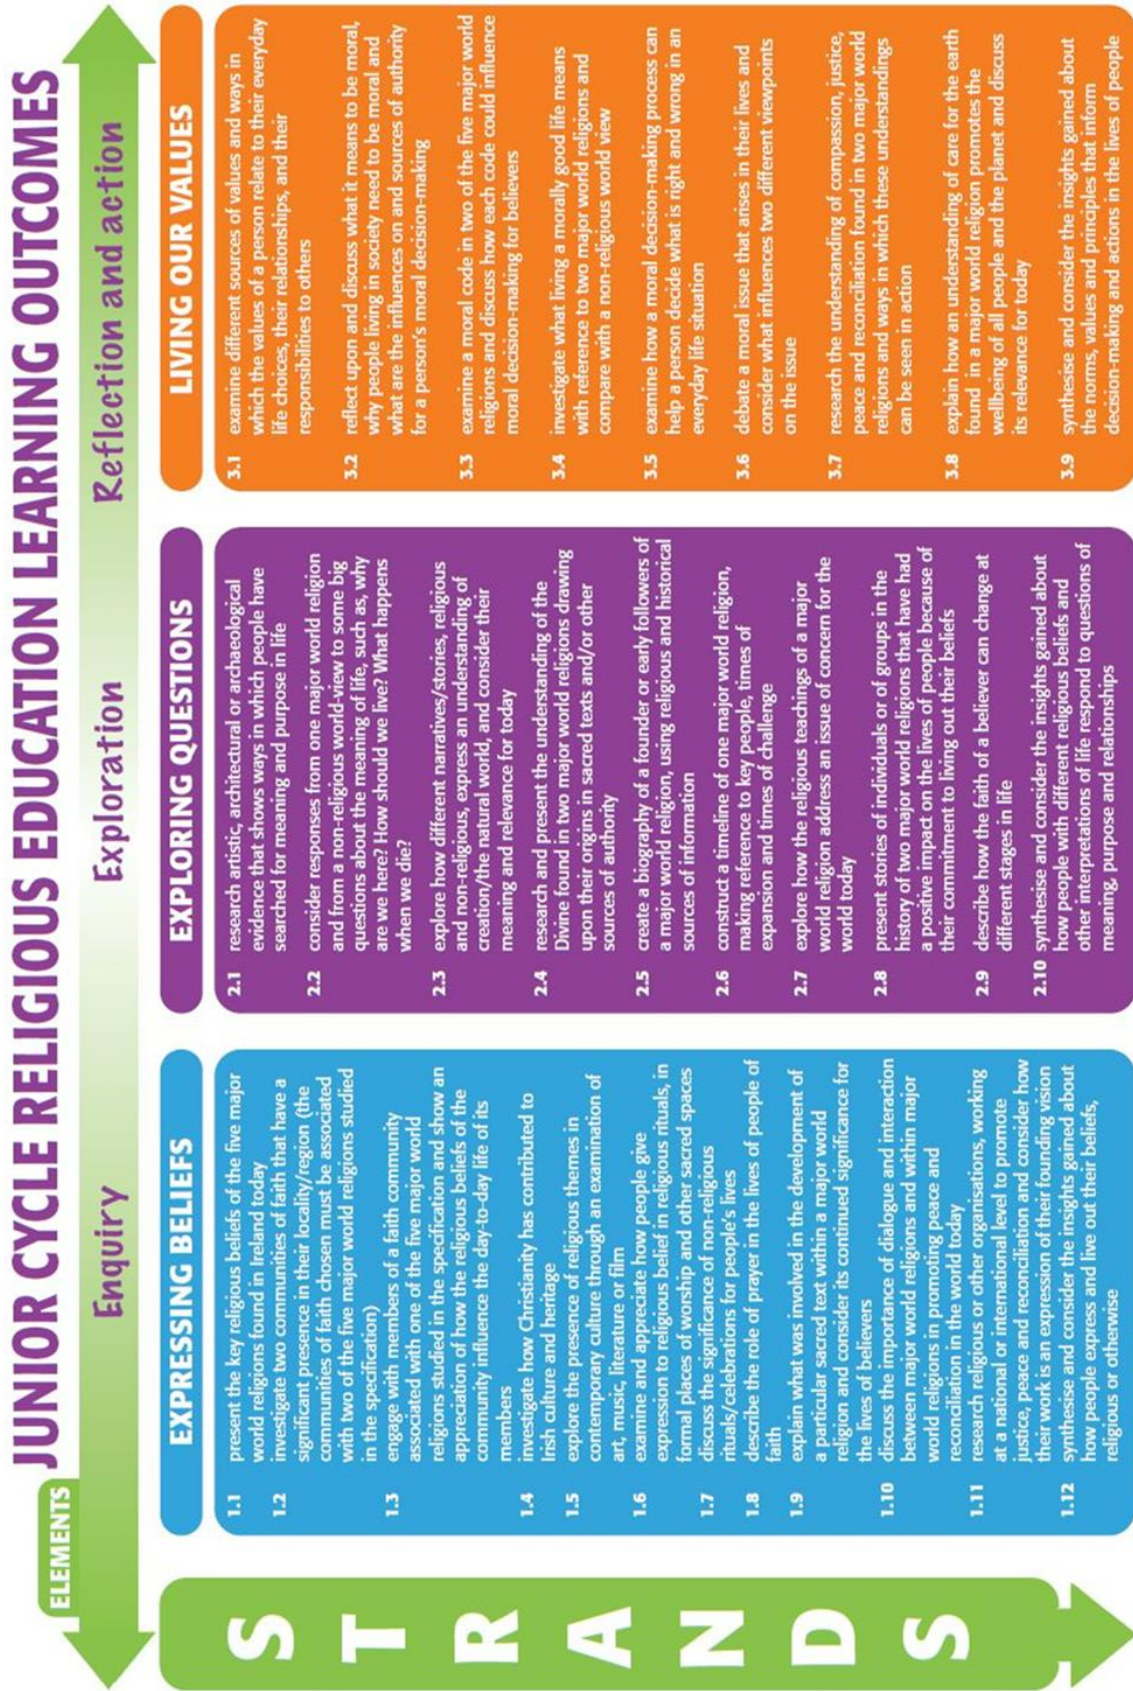 JUNIOR CYCLE RELIGIOUS EDUCATION LEARNING OUTCOMES
ELEMENTS
Enquiry
Exploration
Reflection and action
STRANDS
EXPRESSING BELIEFS
1.1 present the key religious beliefs of the five major
world religions found in Ireland today
1.2 investigate two communities of faith that have a
significant presence in their locality/region (the
communities of faith chosen must be associated
with two of the five major world religions studied
in the specification)
1.3 engage with members of a faith community
associated with one of the five major world
religions studied in the specification and show an
appreciation of how the religious beliefs of the
community influence the day-to-day life of its
members
1.4 investigate how Christianity has contributed to
Irish culture and heritage
1.5 explore the presence of religious themes in
contemporary culture through an examination of
art, music, literature or film
1.6 examine and appreciate how people give
expression to religious belief in religious rituals, in
formal places of worship and other sacred spaces
1.7 discuss the significance of non-religious
rituals/celebrations for people's lives
1.8 describe the role of prayer in the lives of people of
faith
1.9 explain what was involved in the development of
a particular sacred text within a major world
religion and consider its continued significance for
the lives of believers
1.10 discuss the importance of dialogue and interaction
between major world religions and within major
world religions in promoting peace and
reconciliation in the world today
1.11 research religious or other organisations, working
at a national or international level to promote
justice, peace and reconciliation and consider how
their work is an expression of their founding vision
1.12 synthesise and consider the insights gained about
how people express and live out their beliefs,
religious or otherwise
EXPLORING QUESTIONS
2.1 research artistic, architectural or archaeological
evidence that shows ways in which people have
searched for meaning and purpose in life
2.2 consider responses from one major world religion
and from a non-religious world-view to some big
questions about the meaning of life, such as, why
are we here? How should we live? What happens
when we die?
2.3 explore how different narratives/stories, religious
and non-religious, express an understanding of
creation/the natural world, and consider their
meaning and relevance for today
2.4 research and present the understanding of the
Divine found in two major world religions drawing
upon their origins in sacred texts and/or other
sources of authority
2.5 create a biography of a founder or early followers of
a major world religion, using religious and historical
sources of information
2.6 construct a timeline of one major world religion,
making reference to key people, times of
expansion and times of challenge
2.7 explore how the religious teachings of a major
world religion address an issue of concern for the
world today
2.8 present stories of individuals or of groups in the
history of two major world religions that have had
a positive impact on the lives of people because of
their commitment to living out their beliefs
2.9 describe how the faith of a believer can change at
different stages in life
2.10 synthesise and consider the insights gained about
how people with different religious beliefs and
other interpretations of life respond to questions of
meaning, purpose and relationships
LIVING OUR VALUES
3.1 examine different sources of values and ways in
which the values of a person relate to their everyday
life choices, their relationships, and their
responsibilities to others
3.2 reflect upon and discuss what it means to be moral,
why people living in society need to be moral and
what are the influences on and sources of authority
for a person's moral decision-making
3.3 examine a moral code in two of the five major world
religions and discuss how each code could influence
moral decision-making for believers
3.4 investigate what living a morally good life means
with reference to two major world religions and
compare with a non-religious world view
3.5 examine how a moral decision-making process can
help a person decide what is right and wrong in an
everyday life situation
3.6 debate a moral issue that arises in their lives and
consider what influences two different viewpoints
on the issue
3.7 research the understanding of compassion, justice,
peace and reconciliation found in two major world
religions and ways in which these understandings
can be seen in action
3.8 explain how an understanding of care for the earth
found in a major world religion promotes the
wellbeing of all people and the planet and discuss
its relevance for today
3.9 synthesise and consider the insights gained about
the norms, values and principles that inform
decision-making and actions in the lives of people